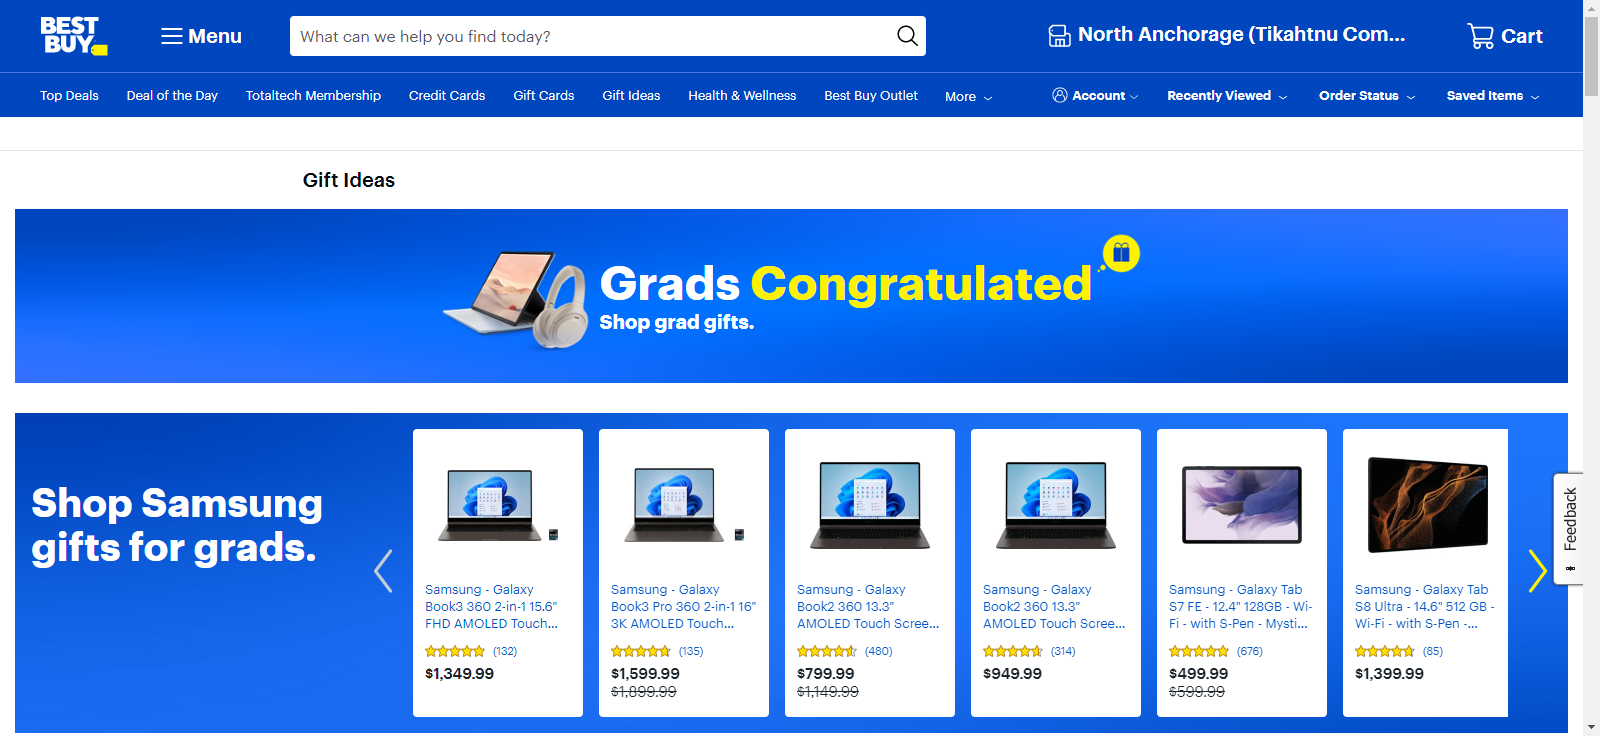 BEST
BUY
Menu
What can we help you find today?
North Anchorage (Tikahtnu Com...
Cart
Top Deals
Deal of the Day
Totaltech Membership
Credit Cards
Gift Cards
Gift Ideas
Health & Wellness
Best Buy Outlet
More
Account
Recently Viewed
Order Status
Saved Items
Gift Ideas
Grads Congratulated
Shop grad gifts.
Shop Samsung
gifts for grads.
Samsung - Galaxy
Book3 360 2-in-1 15.6"
FHD AMOLED Touch...
(132)
$1,349.99
Samsung - Galaxy
Book3 Pro 360 2-in-1 16"
3K AMOLED Touch...
(135)
$1,599.99
$1,899.99
Samsung - Galaxy
Book2 360 13.3"
AMOLED Touch Scree...
(480)
$799.99
$1,149.99
Samsung - Galaxy
Book2 360 13.3"
AMOLED Touch Scree...
(314)
$949.99
Samsung - Galaxy Tab
S7 FE - 12.4" 128GB - Wi-
Fi - with S-Pen - Mysti...
(676)
$499.99
$599.99
Samsung - Galaxy Tab
S8 Ultra - 14.6" 512 GB -
Wi-Fi - with S-Pen -...
(85)
$1,399.99
Feedback